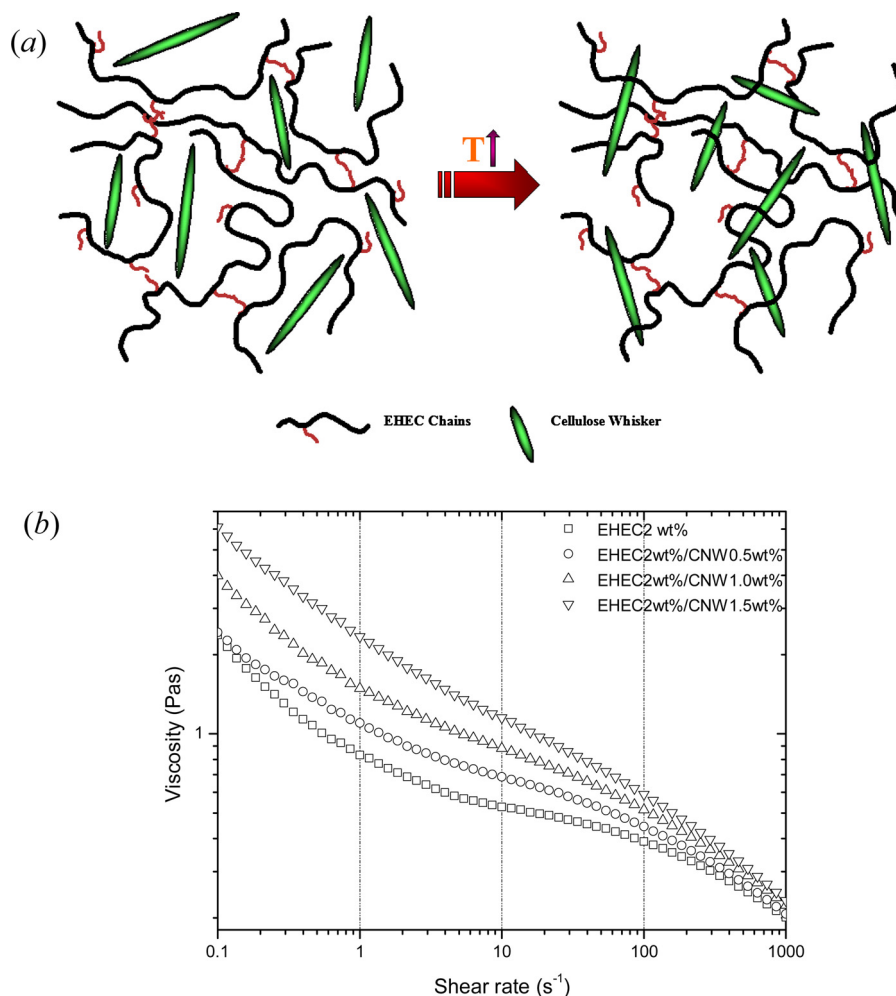 (a)
T
EHEC Chains
Cellulose Whisker
(b)
EHEC2 wt%
EHEC2wt%/CNW0.5wt%
EHEC2wt%/CNW1.0wt%
EHEC2wt%/CNW1.5wt%
Viscosity (Pas)
1
0.1 1 10 100 1000
Shear rate (s⁻¹)